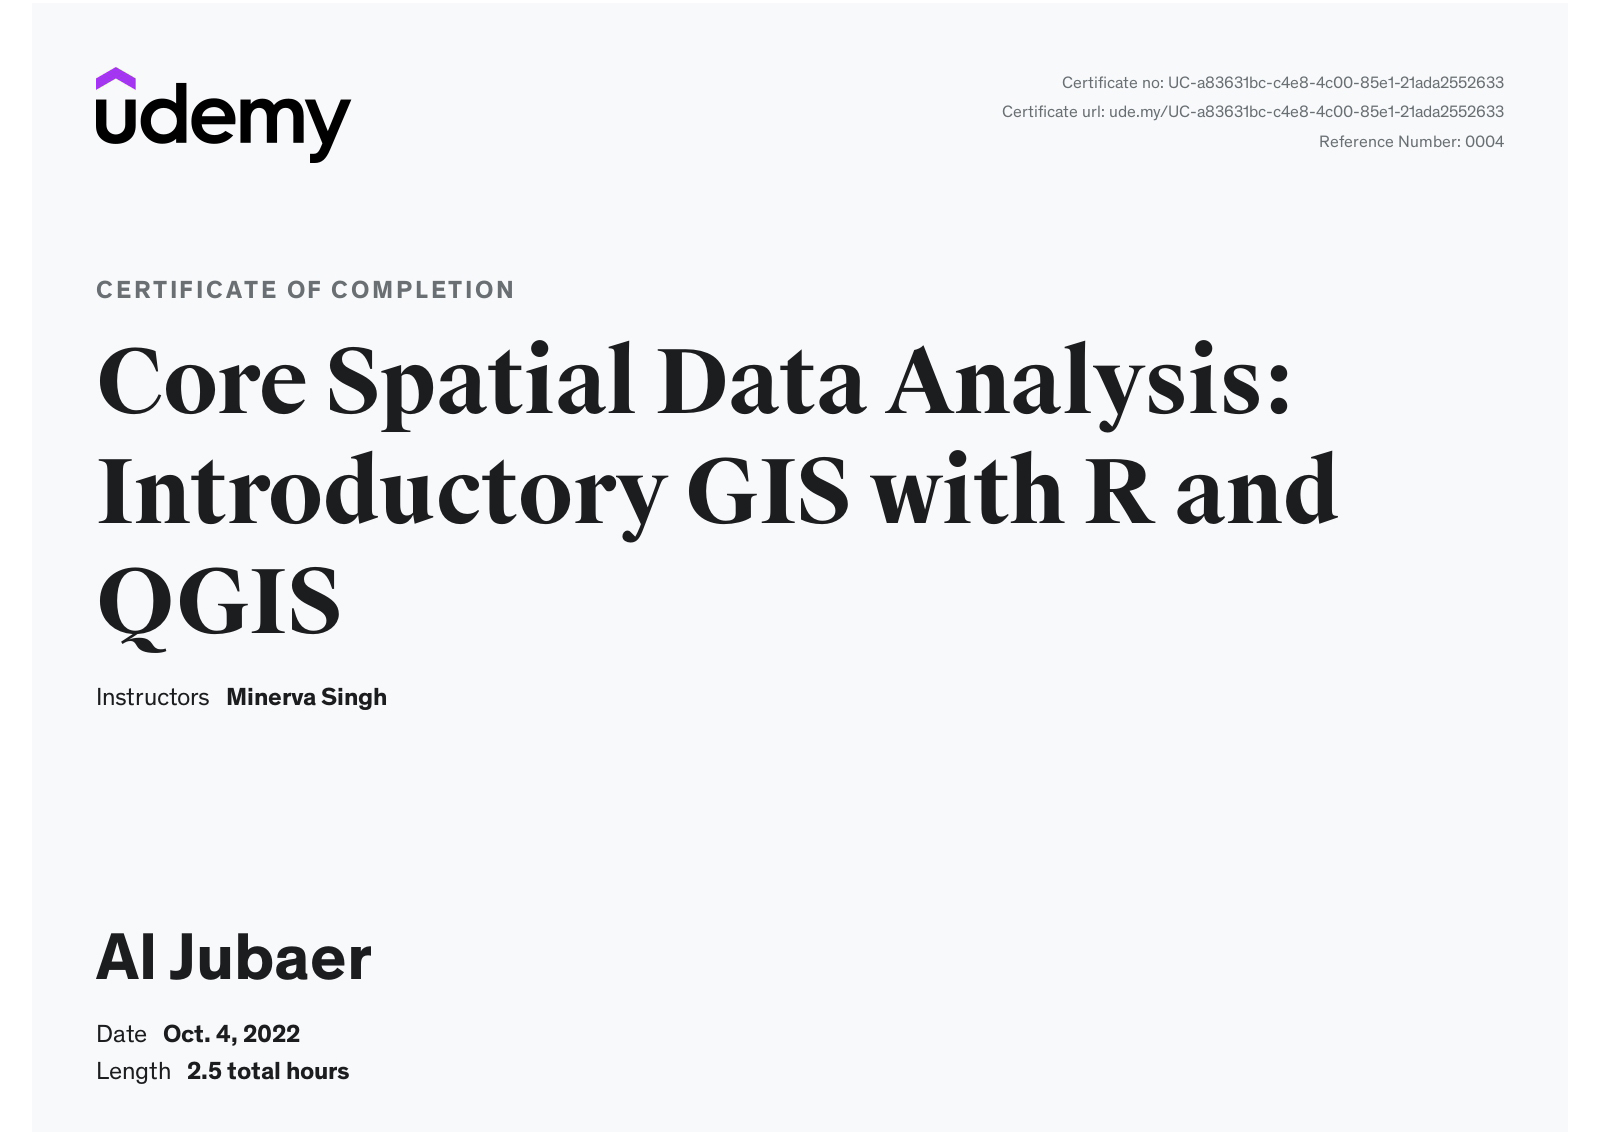 udemy
Certificate no: UC-a83631bc-c4e8-4c00-85e1-21ada2552633
Certificate url: ude.my/UC-a83631bc-c4e8-4c00-85e1-21ada2552633
Reference Number: 0004
CERTIFICATE OF COMPLETION
Core Spatial Data Analysis:
Introductory GIS with R and
QGIS
Instructors Minerva Singh
Al Jubaer
Date Oct. 4, 2022
Length 2.5 total hours